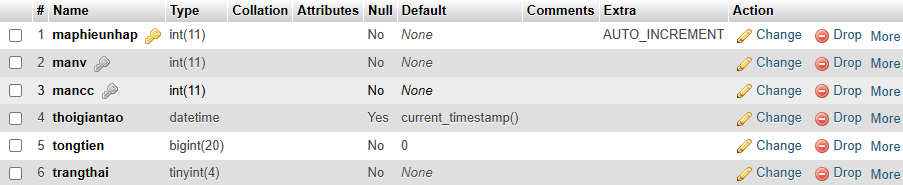 # Name Type Collation Attributes Null Default Comments Extra Action
1 maphieunhap int(11) No None AUTO_INCREMENT Change Drop More
2 manv int(11) No None Change Drop More
3 mancc int(11) No None Change Drop More
4 thoigiantao datetime Yes current_timestamp() Change Drop More
5 tongtien bigint(20) No 0 Change Drop More
6 trangthai tinyint(4) No None Change Drop More